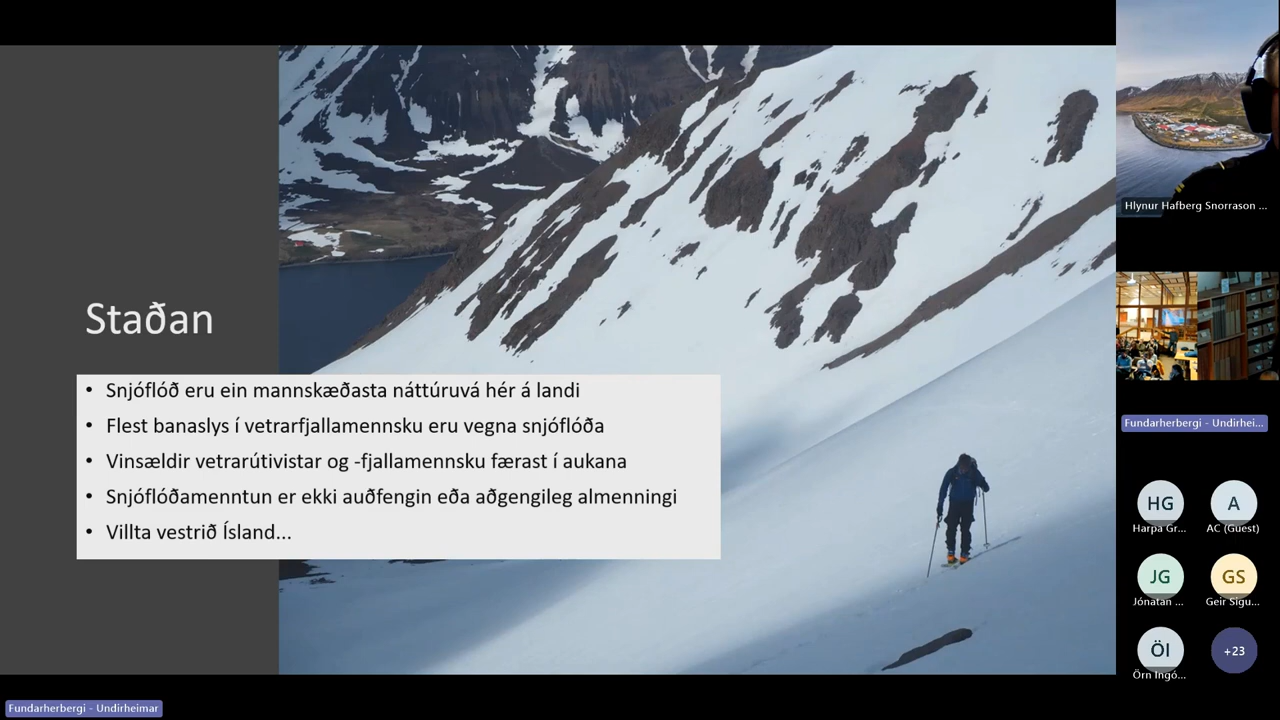 Staðan
• Snjóflóð eru ein mannskæðasta náttúruvá hér á landi
• Flest banaslys í vetrarfjallamennsku eru vegna snjóflóða
• Vinsældir vetrarútivistar og -fjallamennsku færast í aukana
• Snjóflóðamenntun er ekki auðfengin eða aðgengileg almenningi
• Villta vestrið Ísland...
Fundarherbergi - Undirheimar
Hlynur Hafberg Snorrason ...
Fundarherbergi - Undirhei...
HG
Harpa Gr...
A
AC (Guest)
JG
Jónatan ...
GS
Geir Sigu...
ÖI
Örn Ingó...
+23